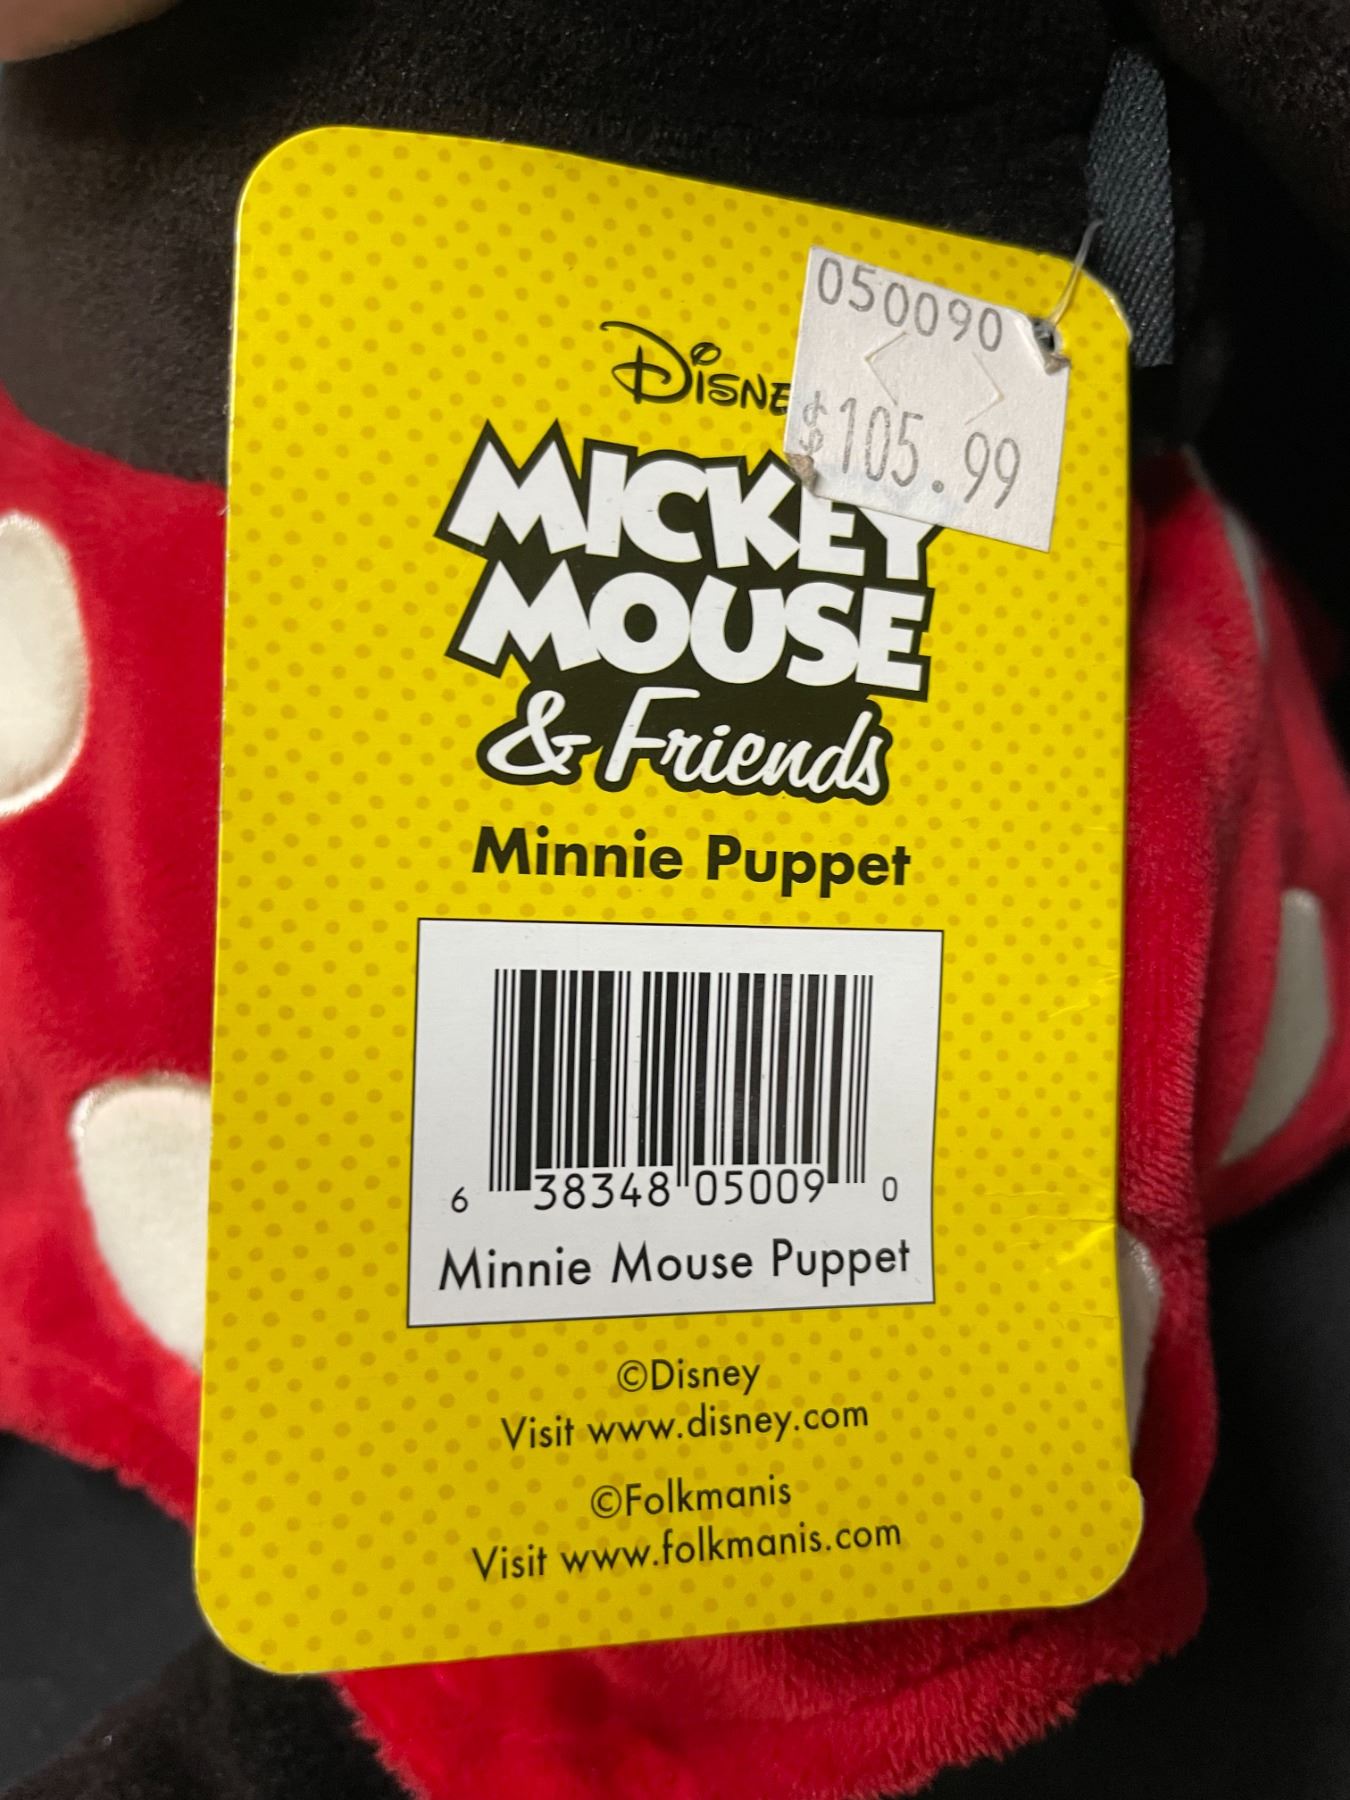 050090
$105.99
Disne
MICKEY
MOUSE
& Friends
Minnie Puppet
6 38348 05009 0
Minnie Mouse Puppet
©Disney
Visit www.disney.com
©Folkmanis
Visit www.folkmanis.com